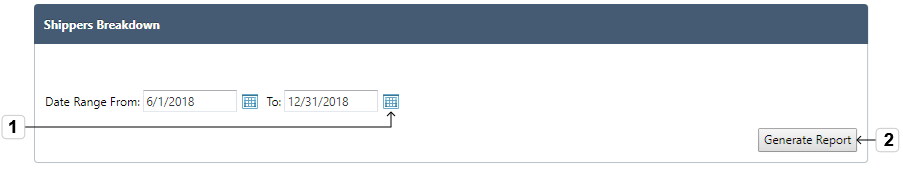 Shippers Breakdown
Date Range From: 6/1/2018 To: 12/31/2018
1
Generate Report 2